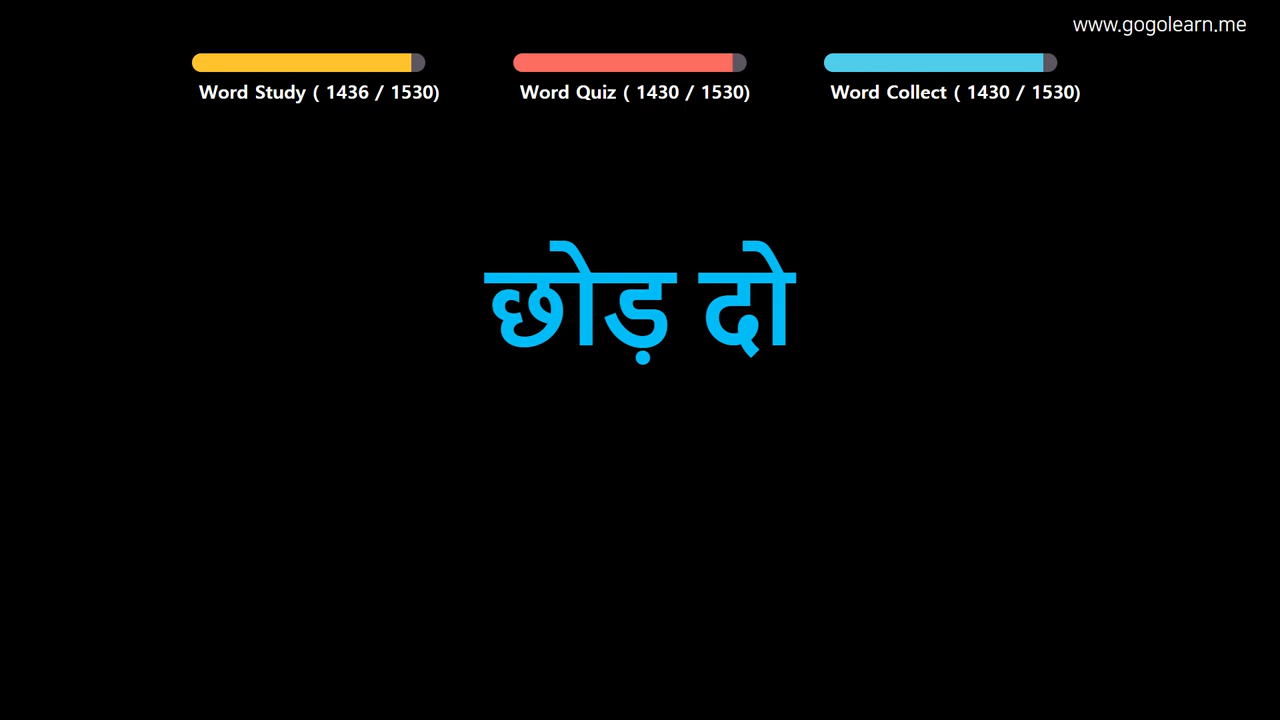 www.gogolearn.me
Word Study ( 1436 / 1530)
Word Quiz ( 1430 / 1530)
Word Collect ( 1430 / 1530)
छोड़ दो